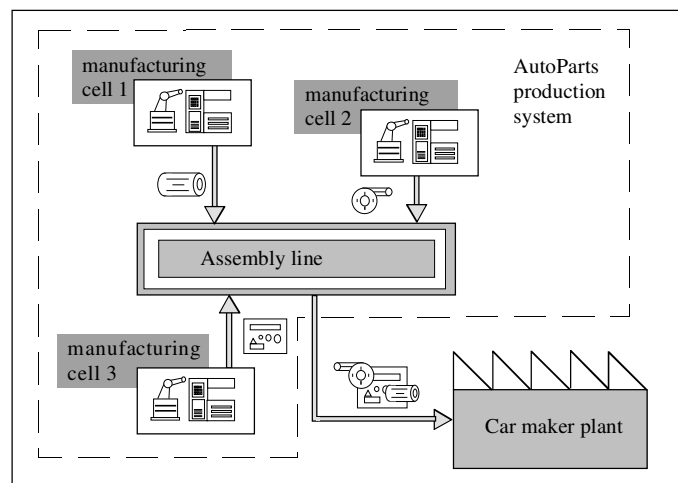 manufacturing
cell 1
manufacturing
cell 2
AutoParts
production
system
Assembly line
manufacturing
cell 3
Car maker plant